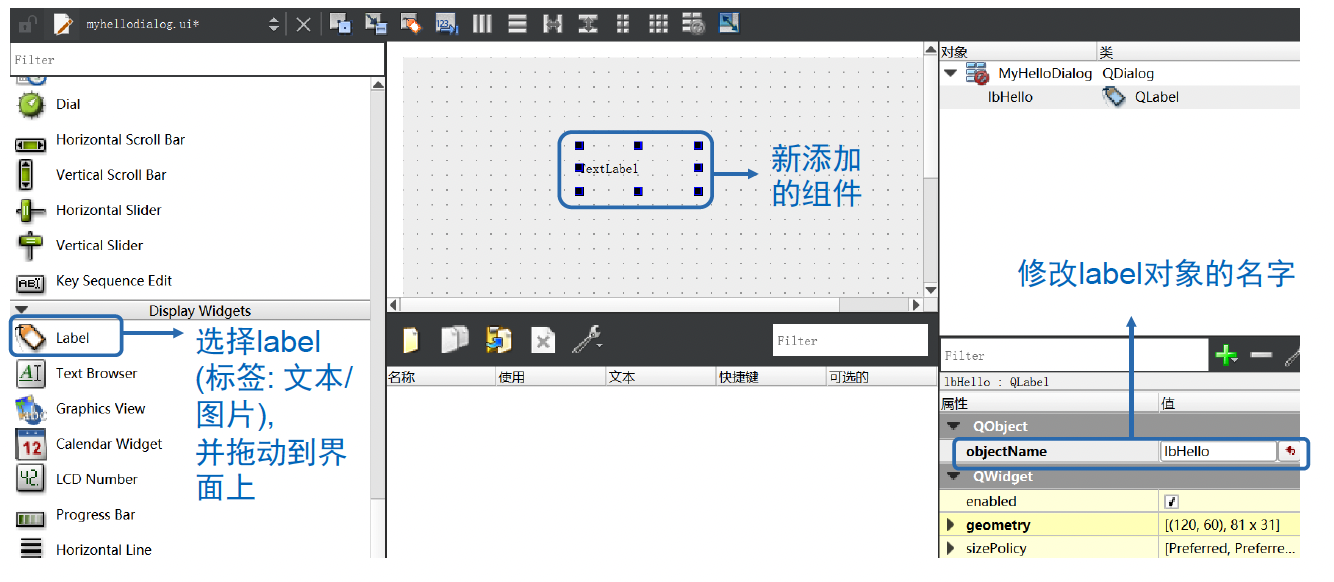 myhellodialog.ui*
Filter
Dial
Horizontal Scroll Bar
Vertical Scroll Bar
Horizontal Slider
Vertical Slider
Key Sequence Edit
Display Widgets
Label
Text Browser
Graphics View
Calendar Widget
LCD Number
Progress Bar
Horizontal Line
选择label
(标签: 文本/
图片),
并拖动到界
面上
TextLabel
新添加
的组件
Filter
名称 使用 文本 快捷键 可选的
对象 类
MyHelloDialog QDialog
lbHello QLabel
修改label对象的名字
Filter
lbHello : QLabel
属性 值
QObject
objectName lbHello
QWidget
enabled
geometry [(120, 60), 81 x 31]
sizePolicy [Preferred, Preferre...